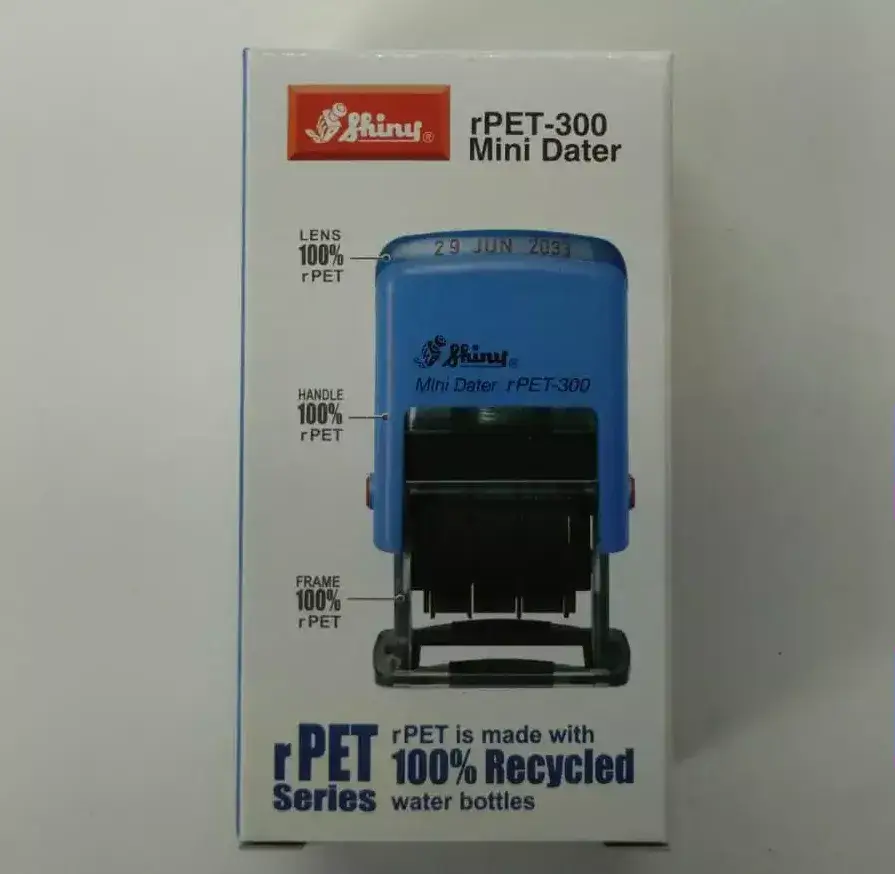 Shiny®
rPET-300
Mini Dater
LENS
100%
rPET
29 JUN 2031
Shiny®
Mini Dater rPET-300
HANDLE
100%
rPET
FRAME
100%
rPET
rPET
Series
rPET is made with
100% Recycled
water bottles